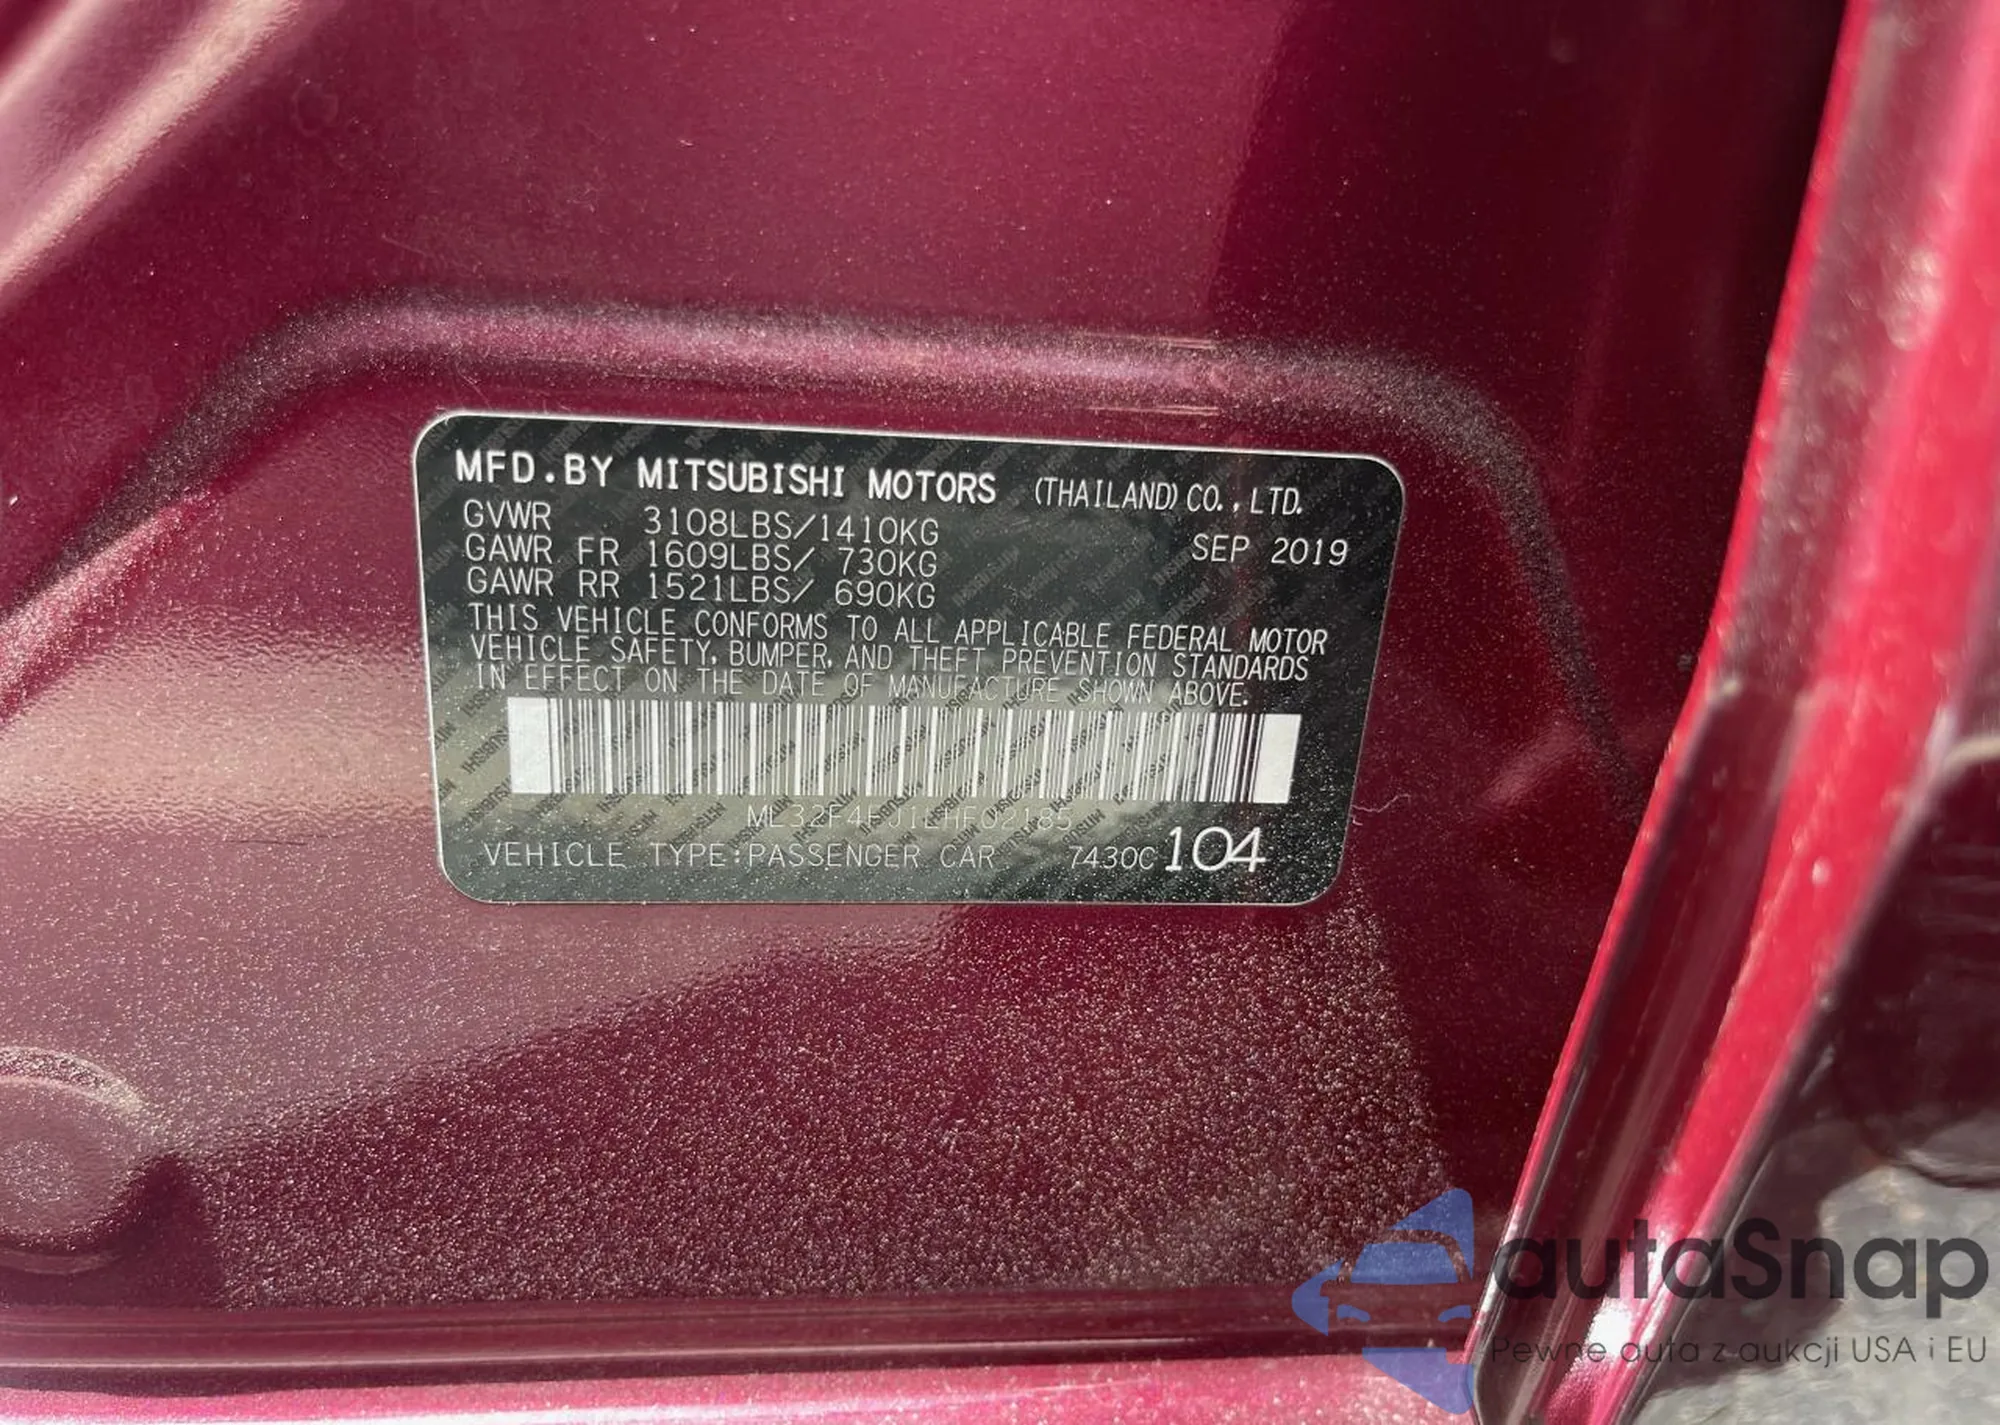 MFD.BY MITSUBISHI MOTORS (THAILAND) CO.,LTD.
GVWR 3108LBS/1410KG
SEP 2019
GAWR FR 1609LBS/ 730KG
GAWR RR 1521LBS/ 690KG
THIS VEHICLE CONFORMS TO ALL APPLICABLE FEDERAL MOTOR
VEHICLE SAFETY, BUMPER, AND THEFT PREVENTION STANDARDS
IN EFFECT ON THE DATE OF MANUFACTURE SHOWN ABOVE.
VEHICLE TYPE:PASSENGER CAR 7430C 104
autaSnap
Pewne auta z aukcji USA i EU